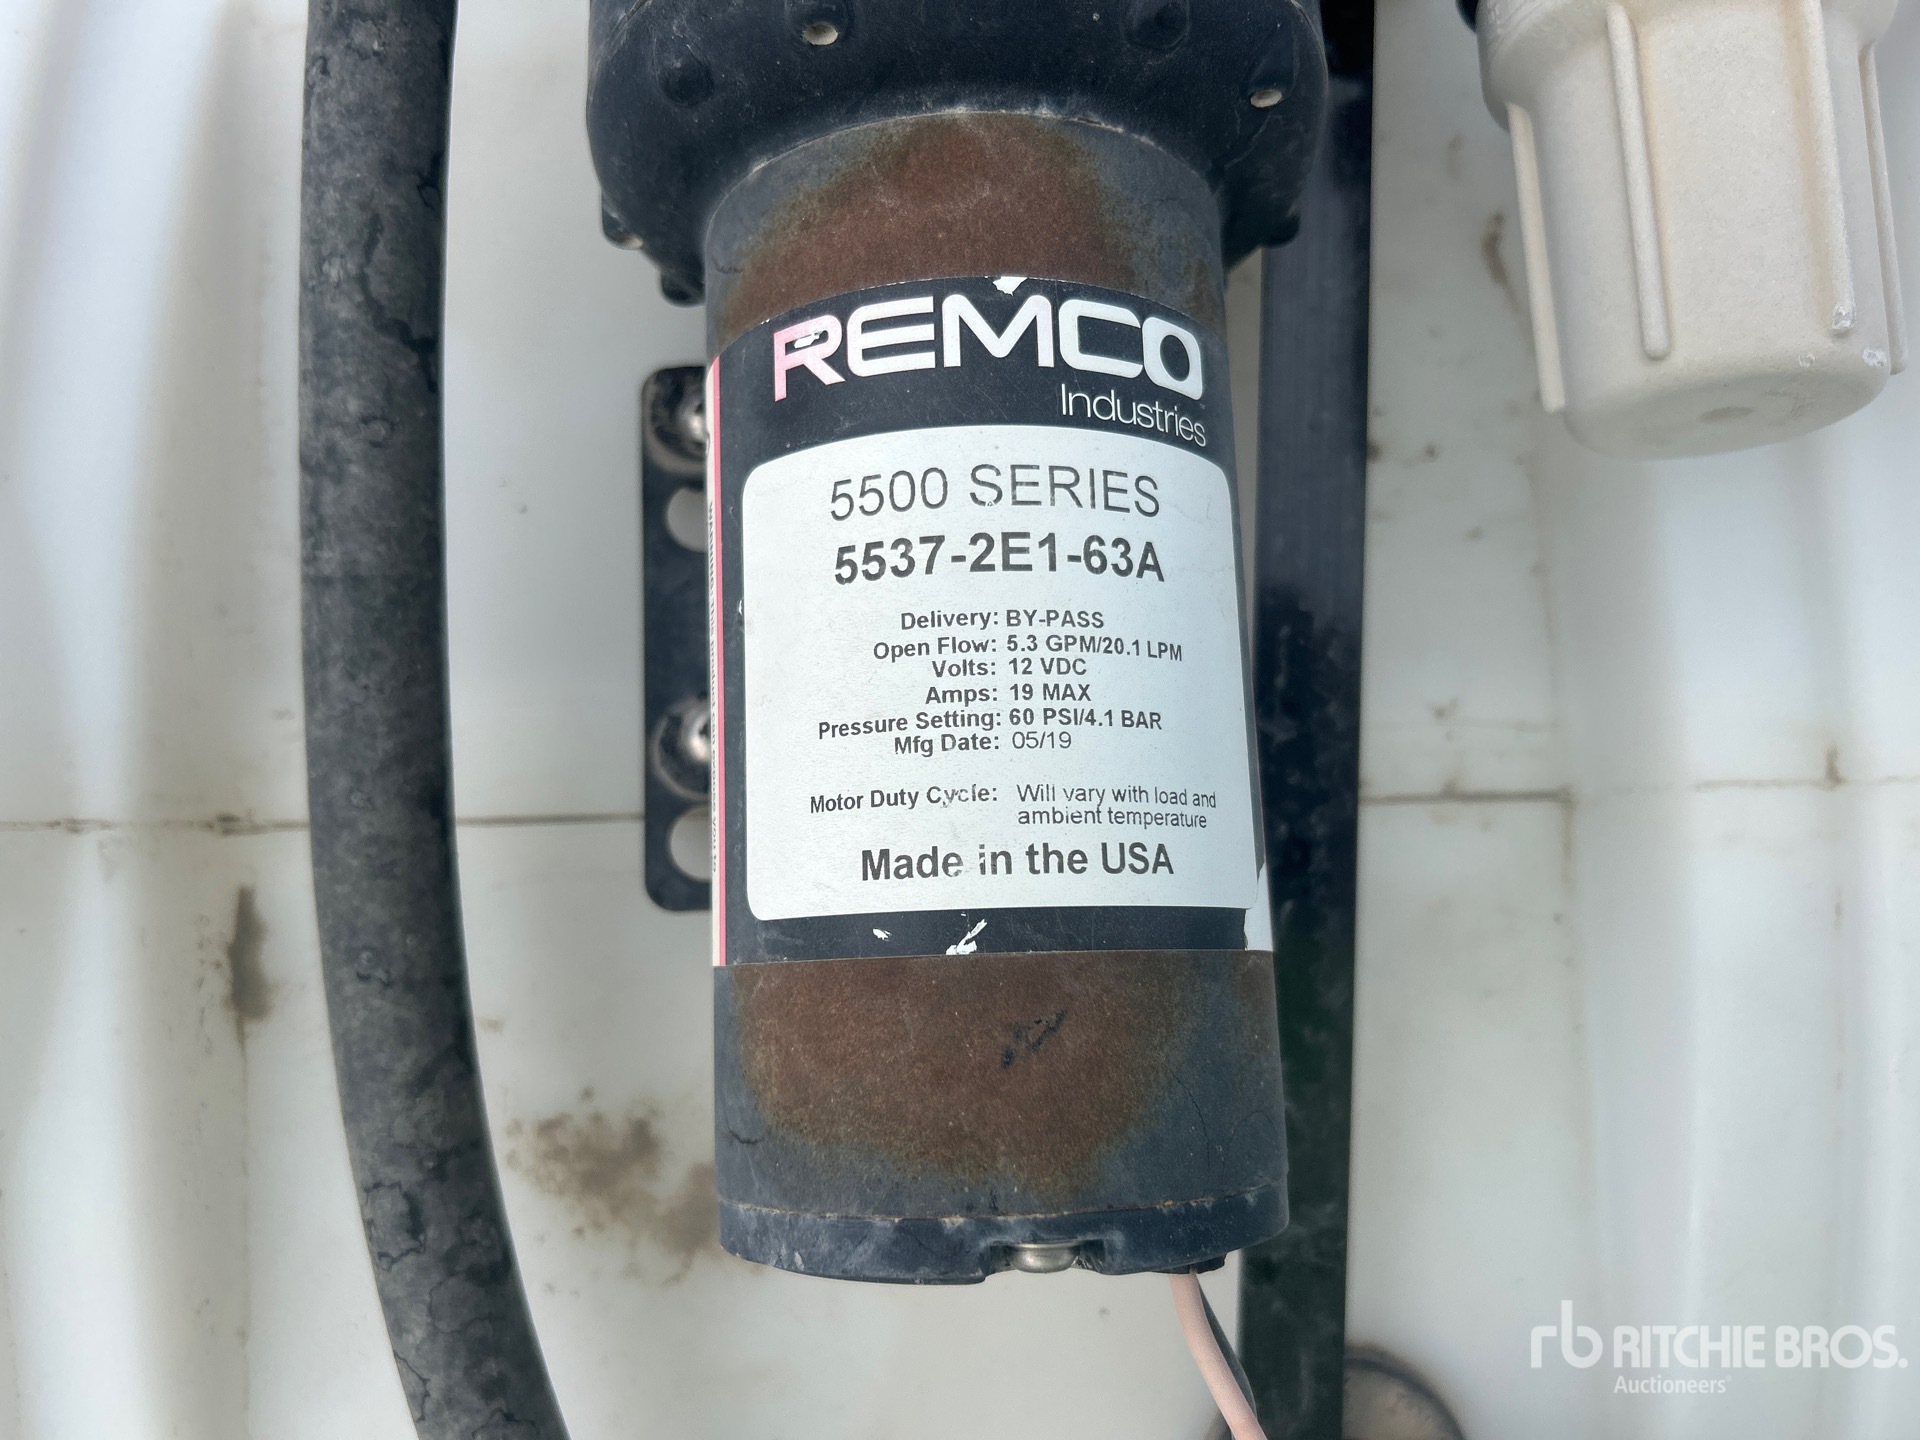 REMCO
Industries
5500 SERIES
5537-2E1-63A
Delivery: BY-PASS
Open Flow: 5.3 GPM/20.1 LPM
Volts: 12 VDC
Amps: 19 MAX
Pressure Setting: 60 PSI/4.1 BAR
Mfg Date: 05/19
Motor Duty Cycle: Will vary with load and
ambient temperature
Made in the USA
rb RITCHIE BROS.
Auctioneers